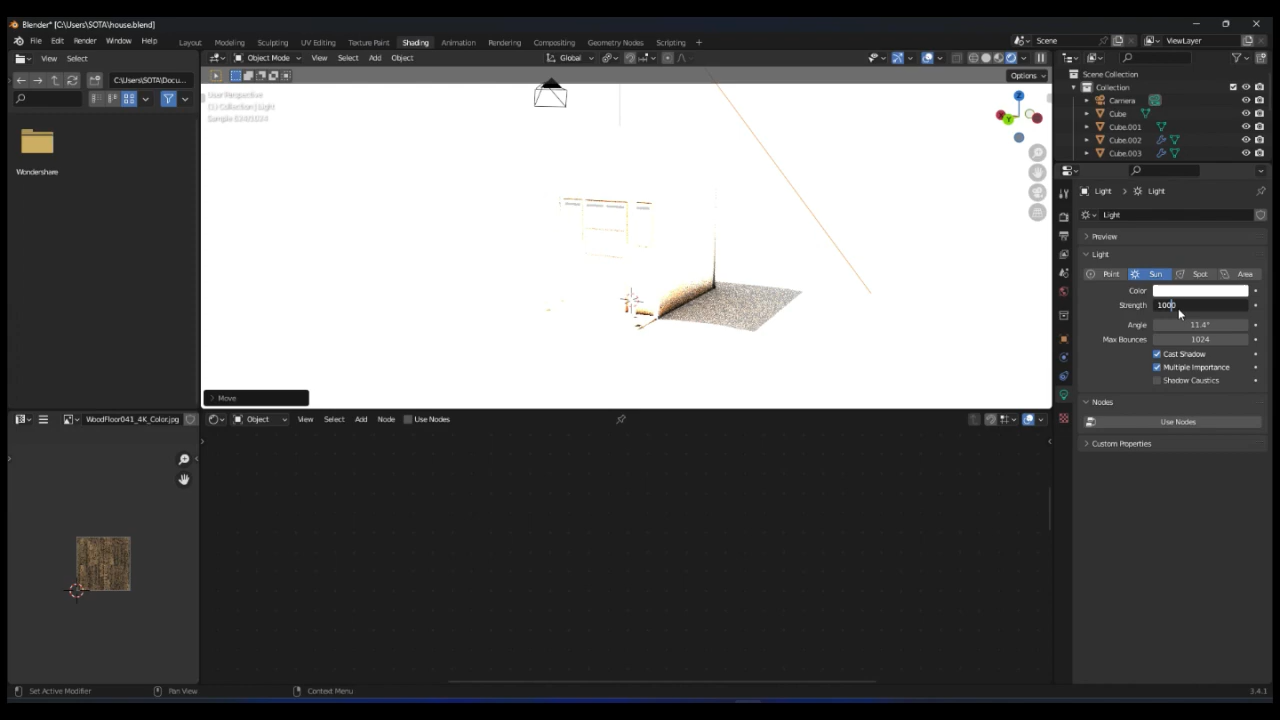 Blender* [C:\Users\SOTA\house.blend]
File Edit Render Window Help
Layout Modeling Sculpting UV Editing Texture Paint Shading Animation Rendering Compositing Geometry Nodes Scripting +
Scene ViewLayer
View Select
Object Mode View Select Add Object Global
C:\Users\SOTA\Docu...
Options
Scene Collection
Collection
Camera
Cube
Cube.001
Cube.002
Cube.003
User Perspective
(1) Collection | Light
Wondershare
Light > Light
Light
Preview
Light
Point Sun Spot Area
Color
Strength 1000
Angle 11.4°
Max Bounces 1024
Cast Shadow
Multiple Importance
Shadow Caustics
Move
Nodes
Use Nodes
Custom Properties
WoodFloor041_4K_Color.jpg
Object View Select Add Node Use Nodes
Set Active Modifier Pan View Context Menu
3.4.1